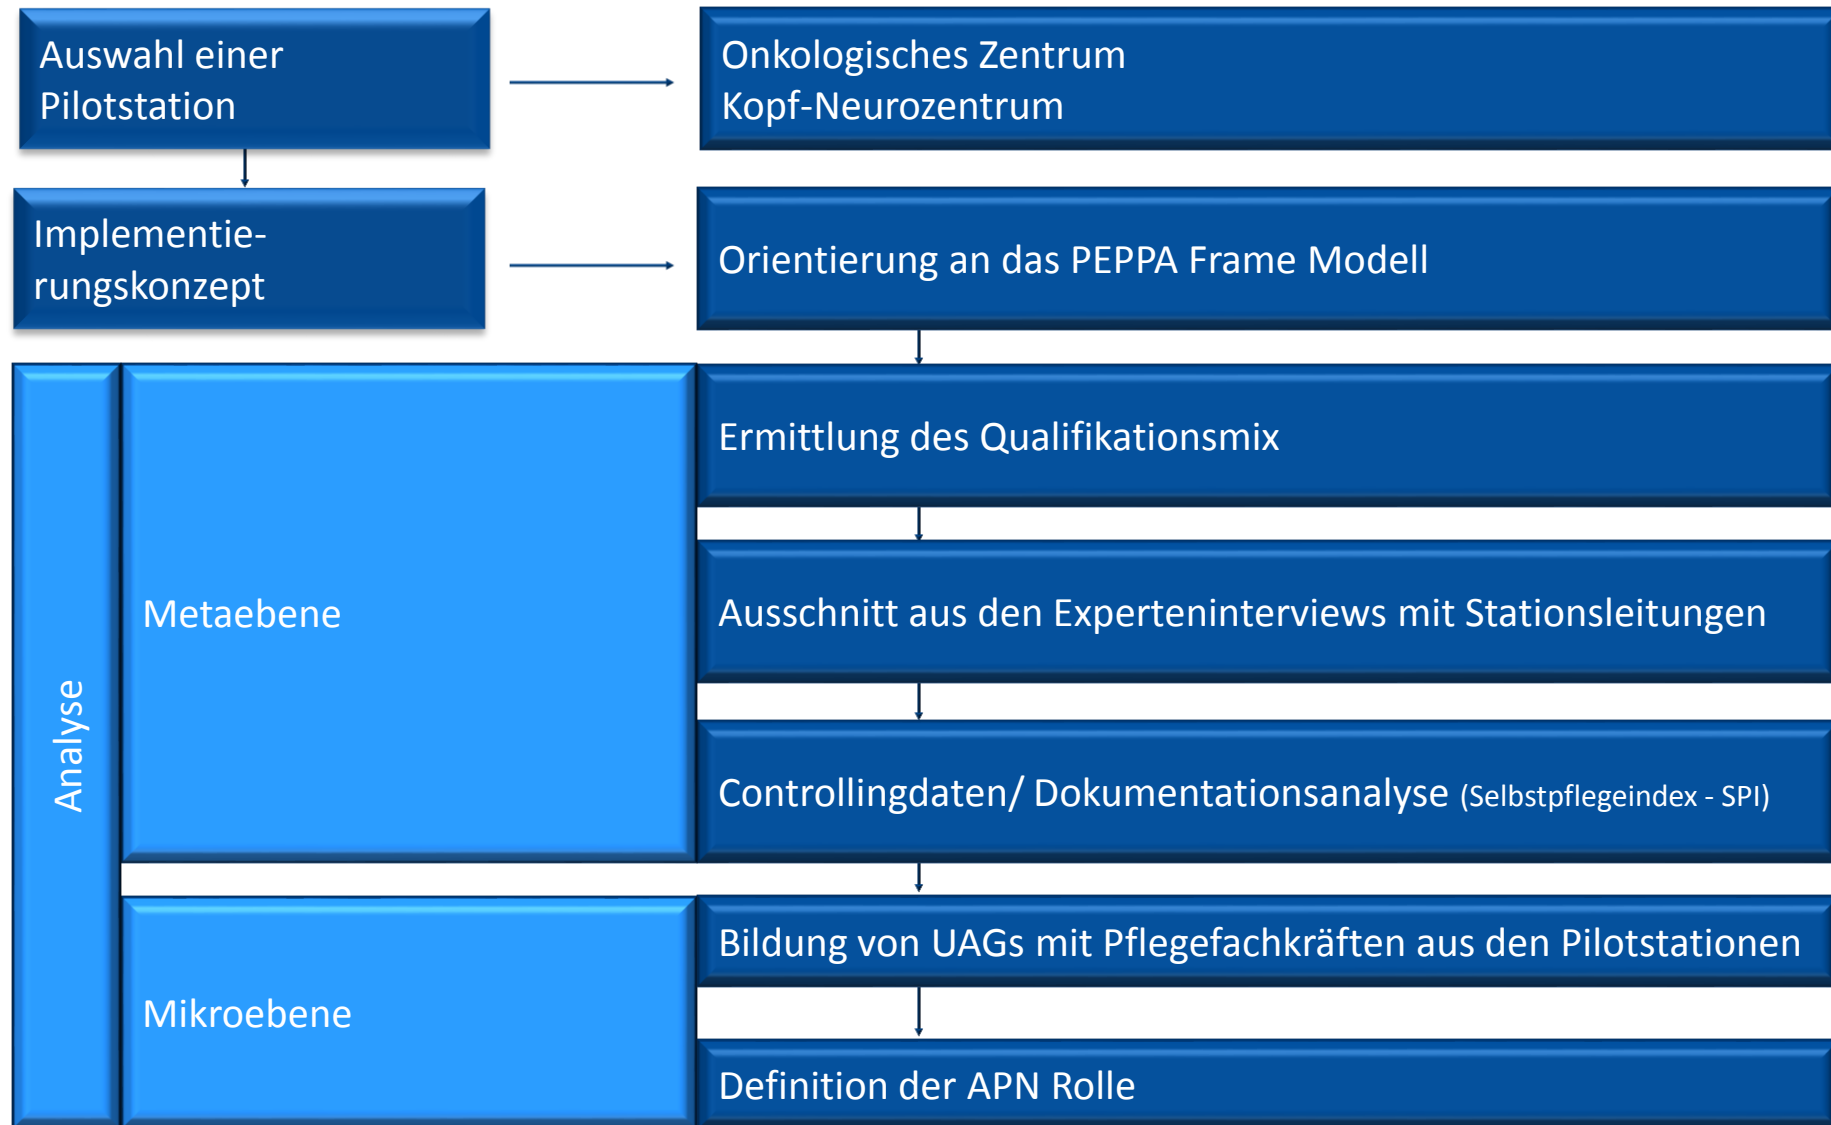 Auswahl einer
Pilotstation
Onkologisches Zentrum
Kopf-Neurozentrum
Implementie-
rungskonzept
Orientierung an das PEPPA Frame Modell
Analyse
Metaebene
Ermittlung des Qualifikationsmix
Ausschnitt aus den Experteninterviews mit Stationsleitungen
Controllingdaten/ Dokumentationsanalyse (Selbstpflegeindex - SPI)
Mikroebene
Bildung von UAGs mit Pflegefachkräften aus den Pilotstationen
Definition der APN Rolle